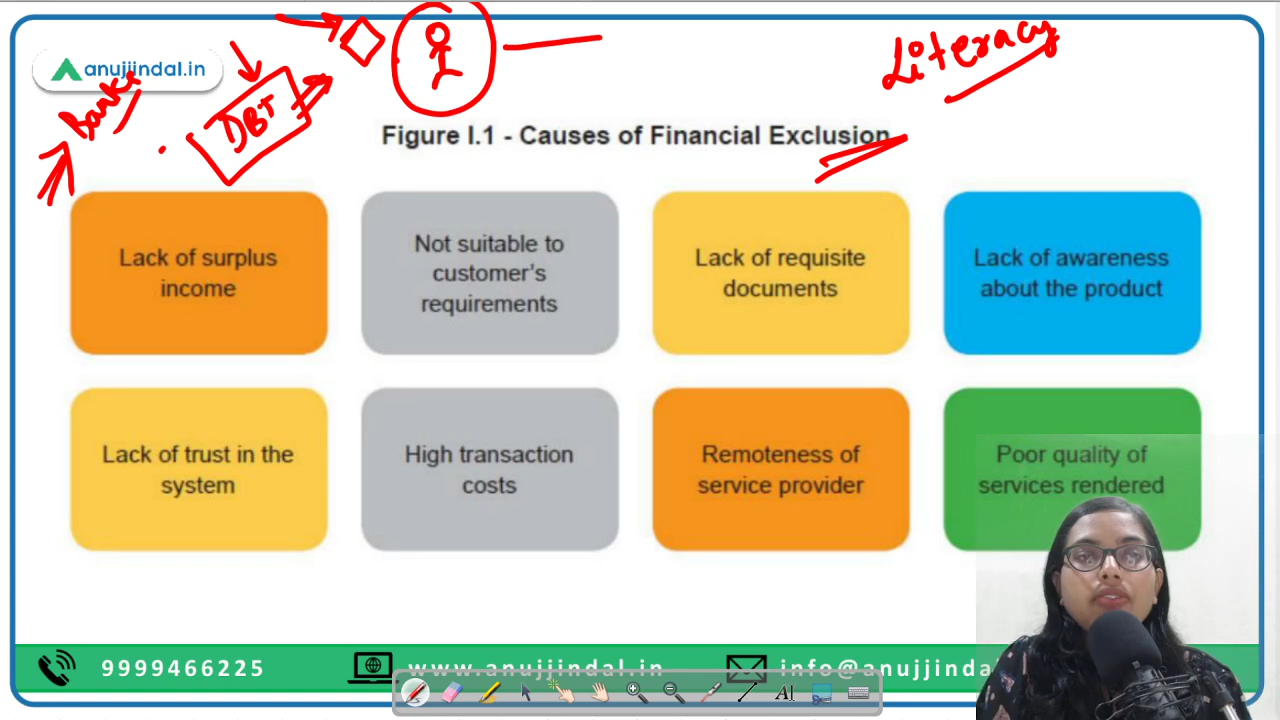 Literacy
anujjindal.in
Banks
DBT
Figure I.1 - Causes of Financial Exclusion
Lack of surplus
income
Not suitable to
customer's
requirements
Lack of requisite
documents
Lack of awareness
about the product
Lack of trust in the
system
High transaction
costs
Remoteness of
service provider
Poor quality of
services rendered
9999466225
www.anujjindal.in
info@anujjinda
AI